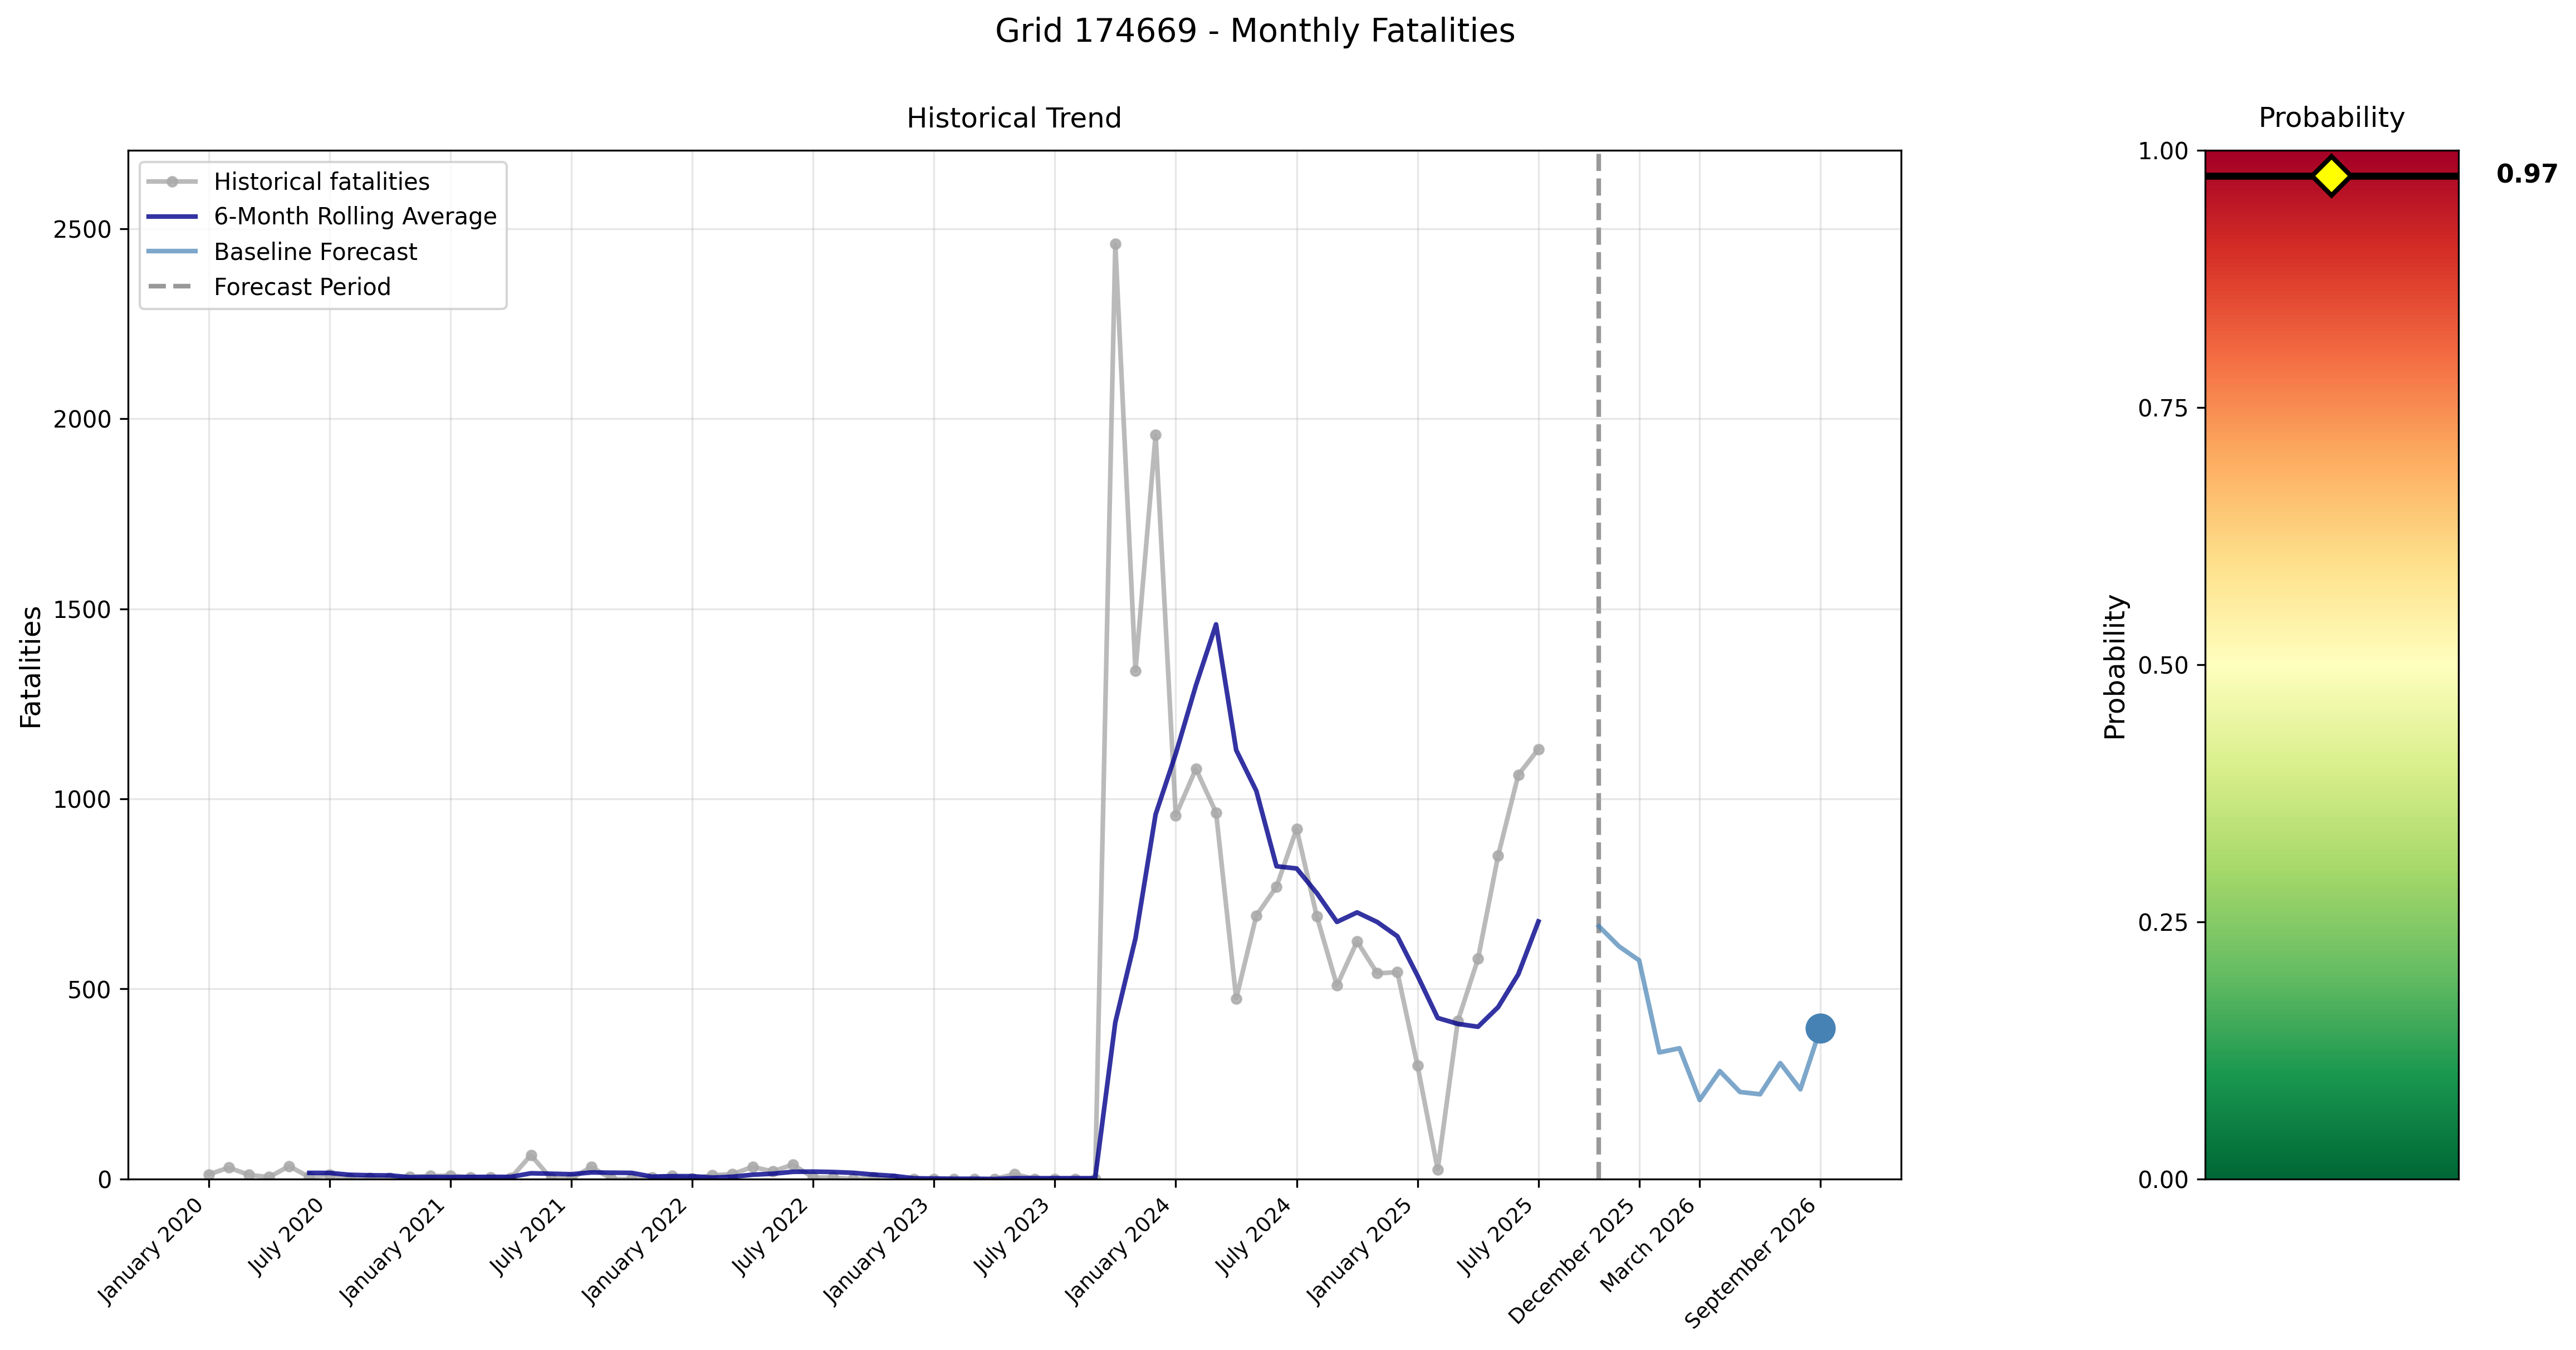 Grid 174669 - Monthly Fatalities
Historical Trend
Historical fatalities
6-Month Rolling Average
Baseline Forecast
Forecast Period
Fatalities
2500
2000
1500
1000
500
0
January 2020
July 2020
January 2021
July 2021
January 2022
July 2022
January 2023
July 2023
January 2024
July 2024
January 2025
July 2025
December 2025
March 2026
September 2026
Probability
Probability
1.00
0.75
0.50
0.25
0.00
0.97